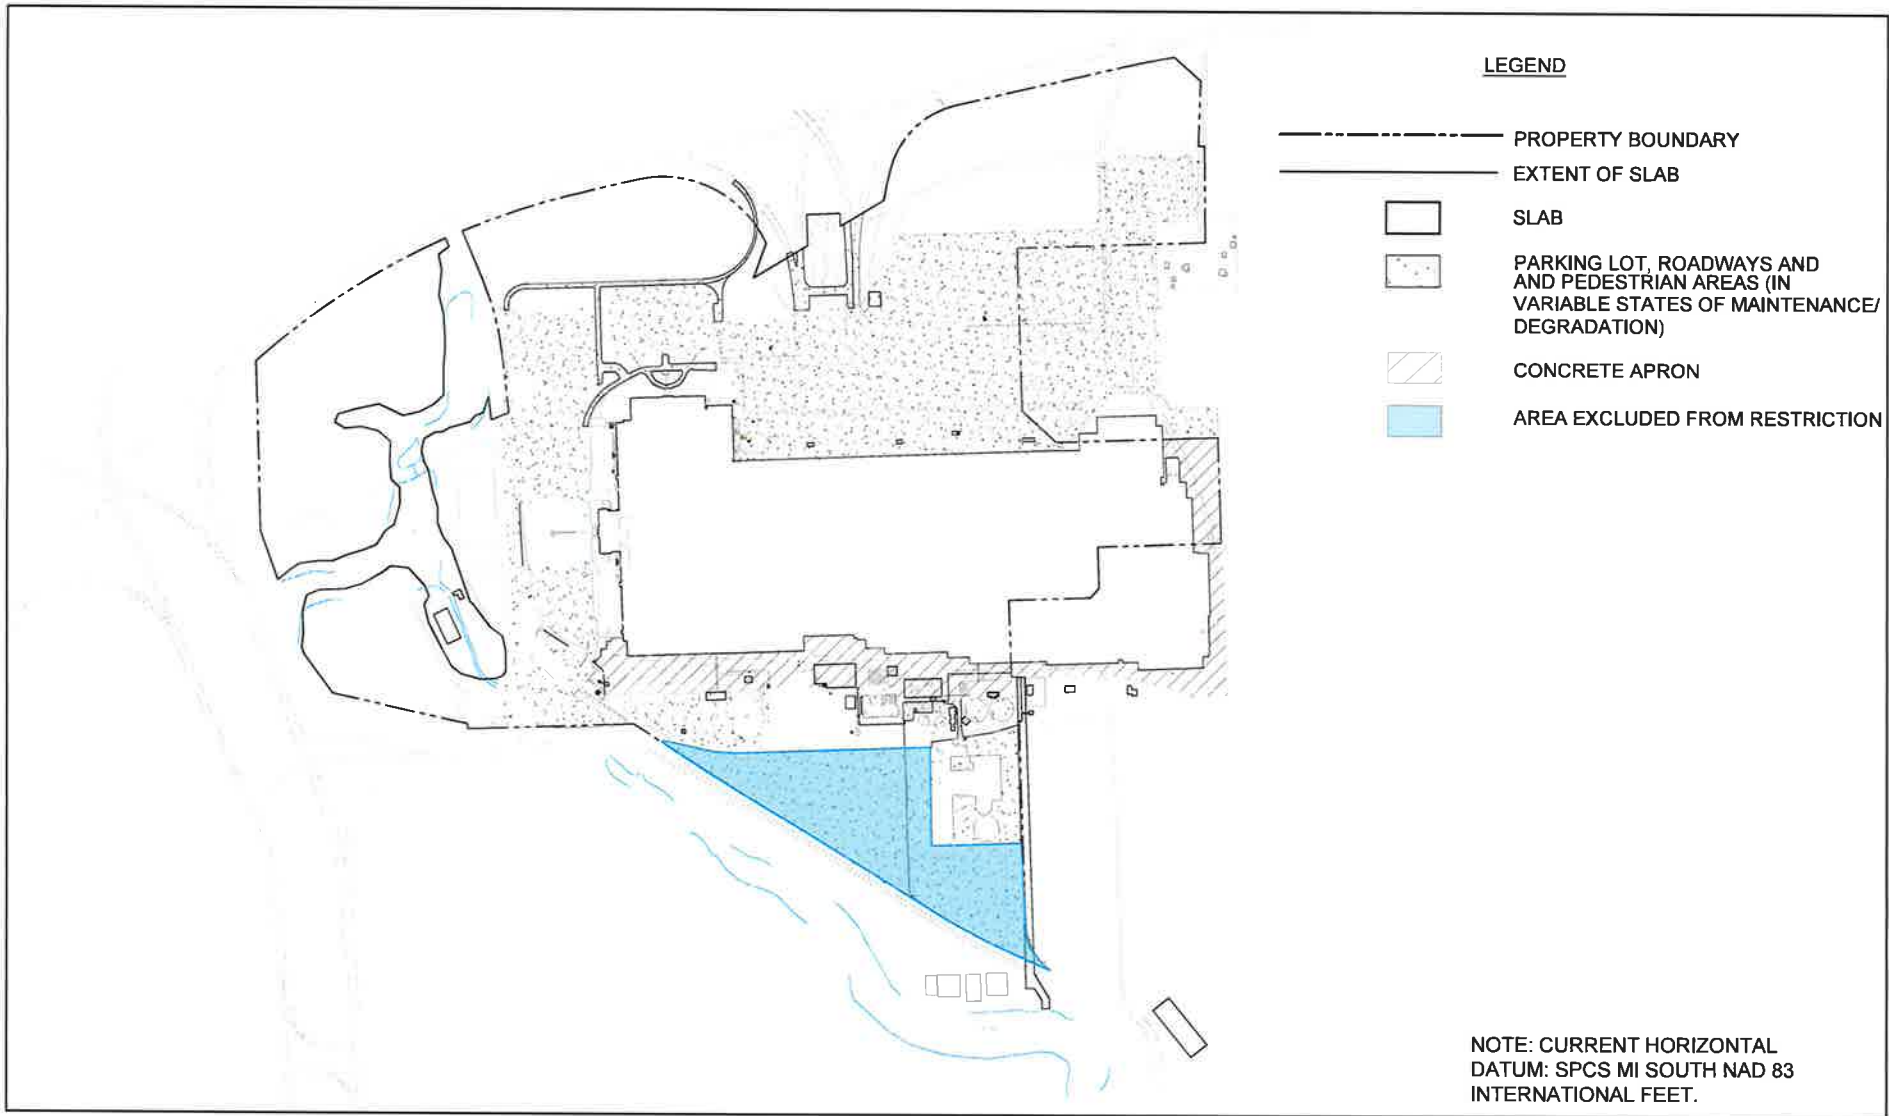 LEGEND
PROPERTY BOUNDARY
EXTENT OF SLAB
SLAB
PARKING LOT, ROADWAYS AND
AND PEDESTRIAN AREAS (IN
VARIABLE STATES OF MAINTENANCE/
DEGRADATION)
CONCRETE APRON
AREA EXCLUDED FROM RESTRICTION
NOTE: CURRENT HORIZONTAL
DATUM: SPCS MI SOUTH NAD 83
INTERNATIONAL FEET.